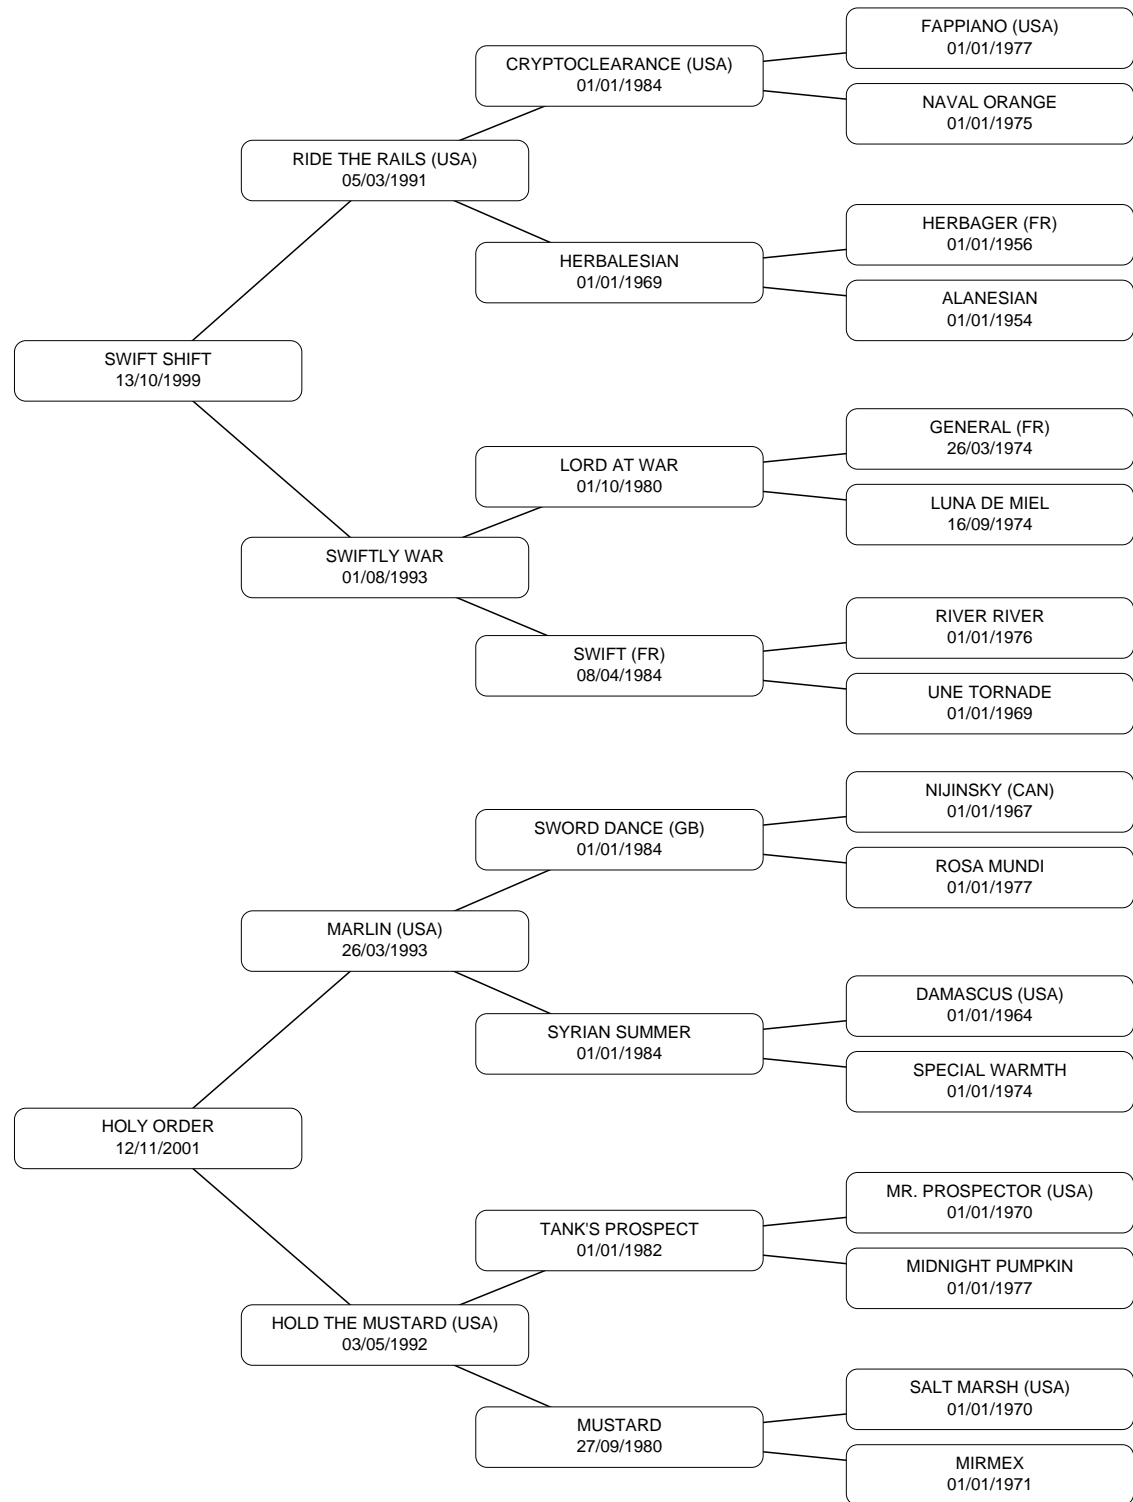 FAPPIANO (USA)
01/01/1977
CRYPTOCLEARANCE (USA)
01/01/1984
NAVAL ORANGE
01/01/1975
RIDE THE RAILS (USA)
05/03/1991
HERBAGER (FR)
01/01/1956
HERBALESIAN
01/01/1969
ALANESIAN
01/01/1954
SWIFT SHIFT
13/10/1999
GENERAL (FR)
26/03/1974
LORD AT WAR
01/10/1980
LUNA DE MIEL
16/09/1974
SWIFTLY WAR
01/08/1993
RIVER RIVER
01/01/1976
SWIFT (FR)
08/04/1984
UNE TORNADE
01/01/1969
NIJINSKY (CAN)
01/01/1967
SWORD DANCE (GB)
01/01/1984
ROSA MUNDI
01/01/1977
MARLIN (USA)
26/03/1993
DAMASCUS (USA)
01/01/1964
SYRIAN SUMMER
01/01/1984
SPECIAL WARMTH
01/01/1974
HOLY ORDER
12/11/2001
MR. PROSPECTOR (USA)
01/01/1970
TANK'S PROSPECT
01/01/1982
MIDNIGHT PUMPKIN
01/01/1977
HOLD THE MUSTARD (USA)
03/05/1992
SALT MARSH (USA)
01/01/1970
MUSTARD
27/09/1980
MIRMEX
01/01/1971